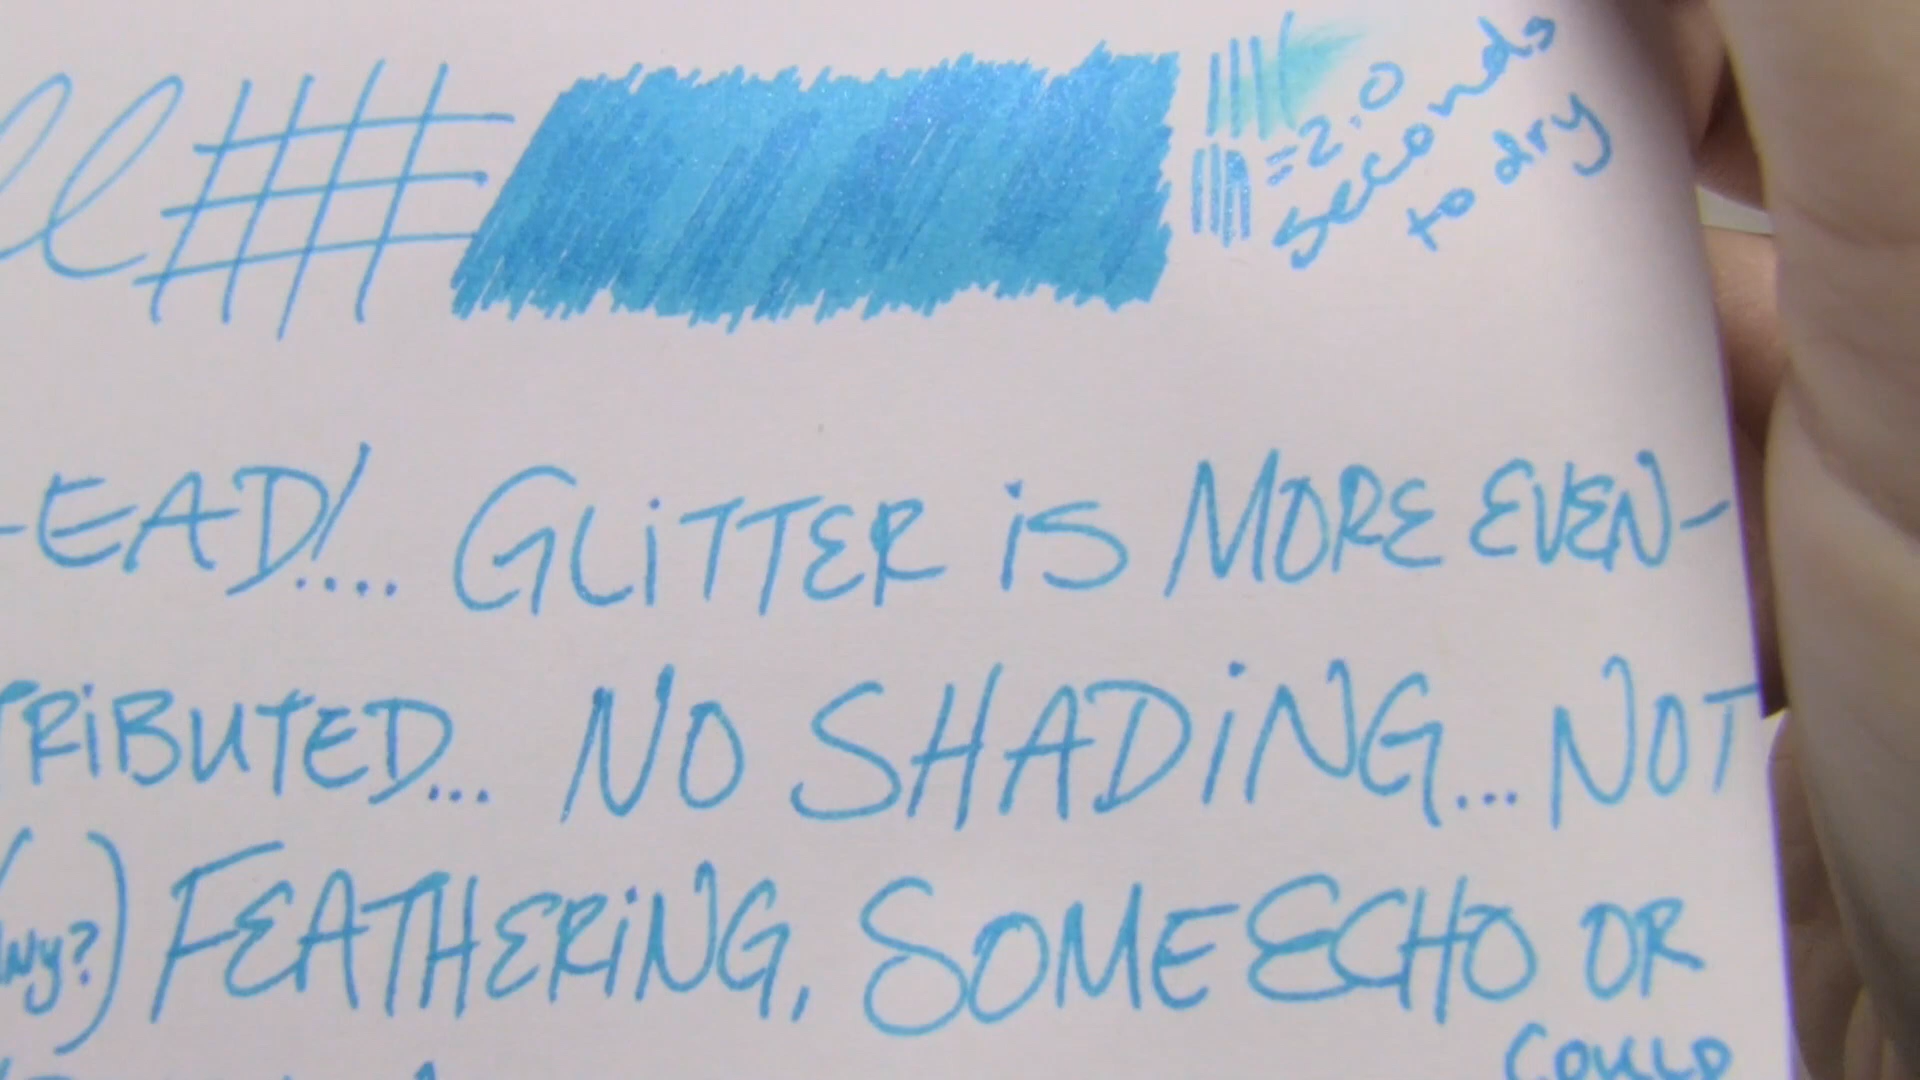 =2.0
seconds
to dry
-EAD!.... GLiTTER iS MORE EVEN-
TRiBUTED... NO SHADiNG... NOT
ny?) FEATHERiNG, SOME ECHO OR
COULD